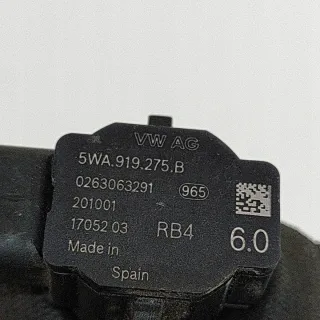 VW AG
5WA.919.275.B
0263063291 965
201001
17052 03 RB4 6.0
Made in
Spain